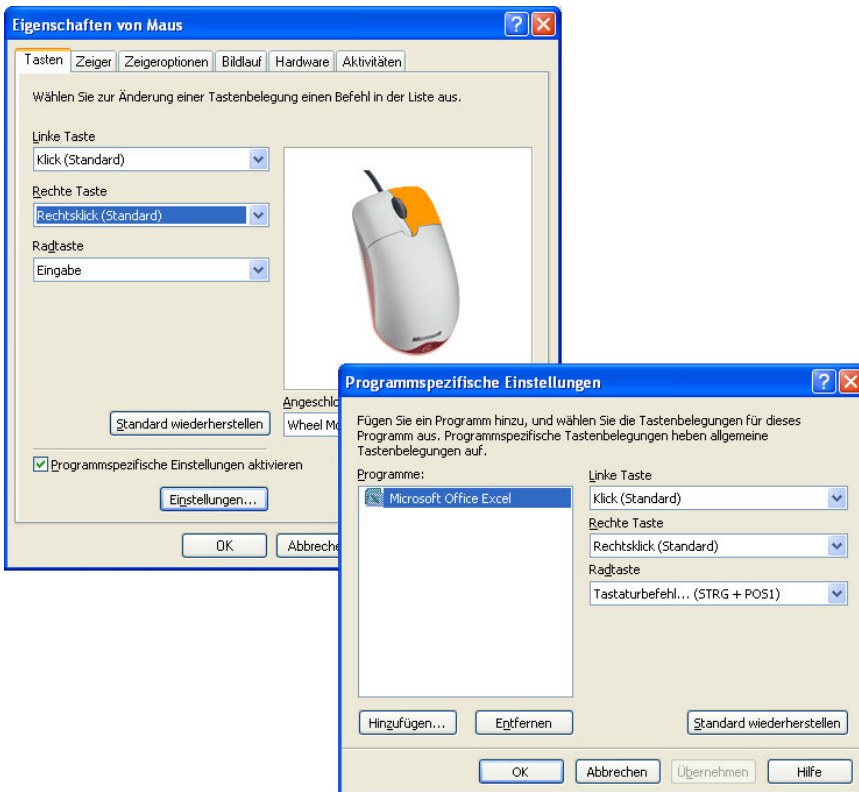 Eigenschaften von Maus
Tasten Zeiger Zeigeroptionen Bildlauf Hardware Aktivitäten
Wählen Sie zur Änderung einer Tastenbelegung einen Befehl in der Liste aus.
Linke Taste
Klick (Standard)
Rechte Taste
Rechtsklick (Standard)
Radtaste
Eingabe
Microsoft
Standard wiederherstellen
Wheel
Programmspezifische Einstellungen aktivieren
Einstellungen...
OK
Programmspezifische Einstellungen
Fügen Sie ein Programm hinzu, und wählen Sie die Tastenbelegungen für dieses
Programm aus. Programmspezifische Tastenbelegungen heben allgemeine
Tastenbelegungen auf.
Programme:
Microsoft Office Excel
Linke Taste
Klick (Standard)
Rechte Taste
Rechtsklick (Standard)
Radtaste
Tastaturbefehl... (STRG + POS1)
Hinzufügen... Entfernen Standard wiederherstellen
OK Abbrechen Übernehmen Hilfe